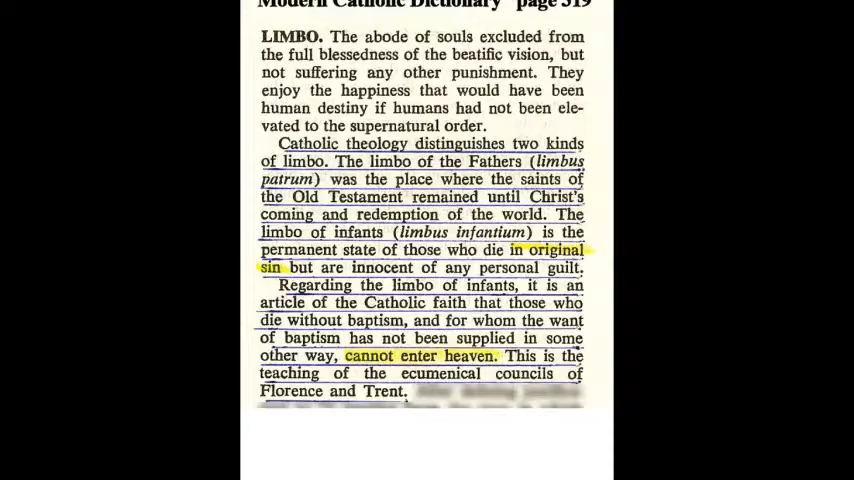 Modern Catholic Dictionary page 319
LIMBO. The abode of souls excluded from
the full blessedness of the beatific vision, but
not suffering any other punishment. They
enjoy the happiness that would have been
human destiny if humans had not been ele-
vated to the supernatural order.
Catholic theology distinguishes two kinds
of limbo. The limbo of the Fathers (limbus
patrum) was the place where the saints of
the Old Testament remained until Christ's
coming and redemption of the world. The
limbo of infants (limbus infantium) is the
permanent state of those who die in original
sin but are innocent of any personal guilt.
Regarding the limbo of infants, it is an
article of the Catholic faith that those who
die without baptism, and for whom the want
of baptism has not been supplied in some
other way, cannot enter heaven. This is the
teaching of the ecumenical councils of
Florence and Trent.